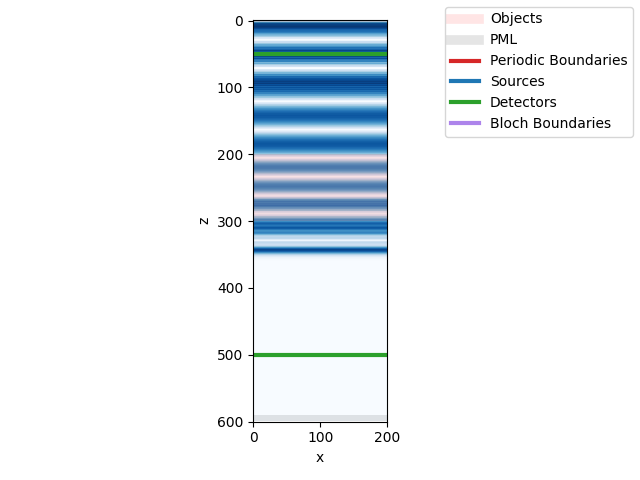 Objects
PML
Periodic Boundaries
Sources
Detectors
Bloch Boundaries
0
100
200
300
400
500
600
z
0 100 200
x